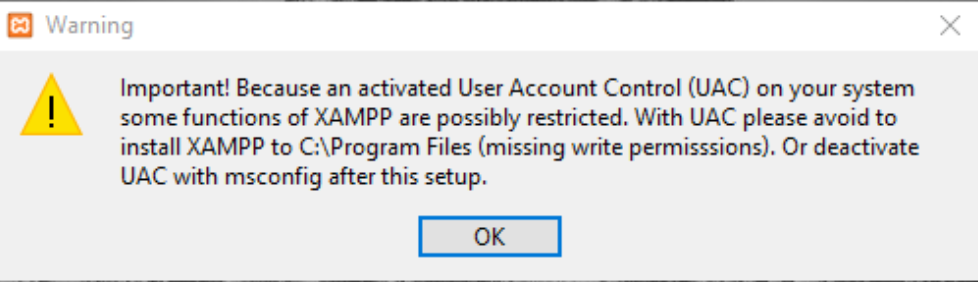 Warning
Important! Because an activated User Account Control (UAC) on your system
some functions of XAMPP are possibly restricted. With UAC please avoid to
install XAMPP to C:\Program Files (missing write permisssions). Or deactivate
UAC with msconfig after this setup.
OK